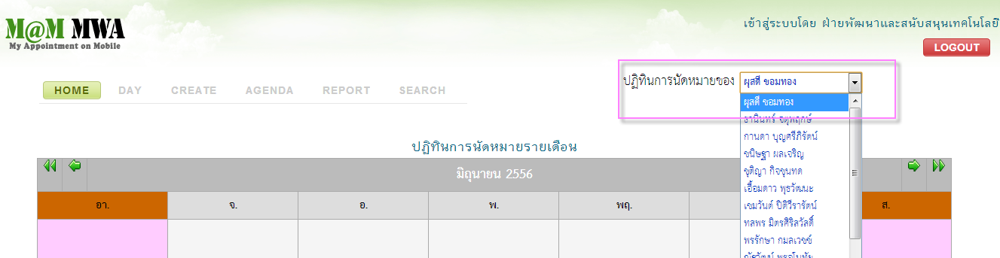 M@M MWA
My Appointment on Mobile
เข้าสู่ระบบโดย ฝ่ายพัฒนาและสนับสนุนเทคโนโลยี
LOGOUT
ปฏิทินการนัดหมายของ ผุสดี ขอมทอง
HOME DAY CREATE AGENDA REPORT SEARCH
ผุสดี ขอมทอง
ธานินทร์ จตุพฤกษ์
กานดา บุญศรีภิรัตน์
ขนิษฐา ผลเจริญ
ชุติญา กิจขุนทด
เอื้อมดาว พุธวัฒนะ
เขมวันต์ ปิติวีรารัตน์
ทสพร มิตรศิริสวัสดิ์
พรรักษา กมลเวชช์
ปฏิทินการนัดหมายรายเดือน
มิถุนายน 2556
อา. จ. อ. พ. พฤ. ส.